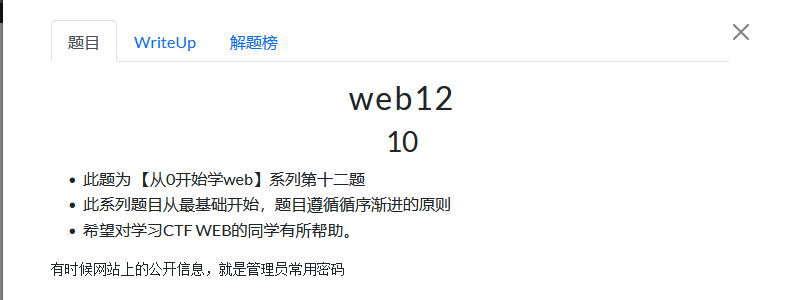 题目 WriteUp 解题榜
web12
10
此题为 【从0开始学web】系列第十二题
此系列题目从最基础开始，题目遵循循序渐进的原则
希望对学习CTF WEB的同学有所帮助。
有时候网站上的公开信息，就是管理员常用密码